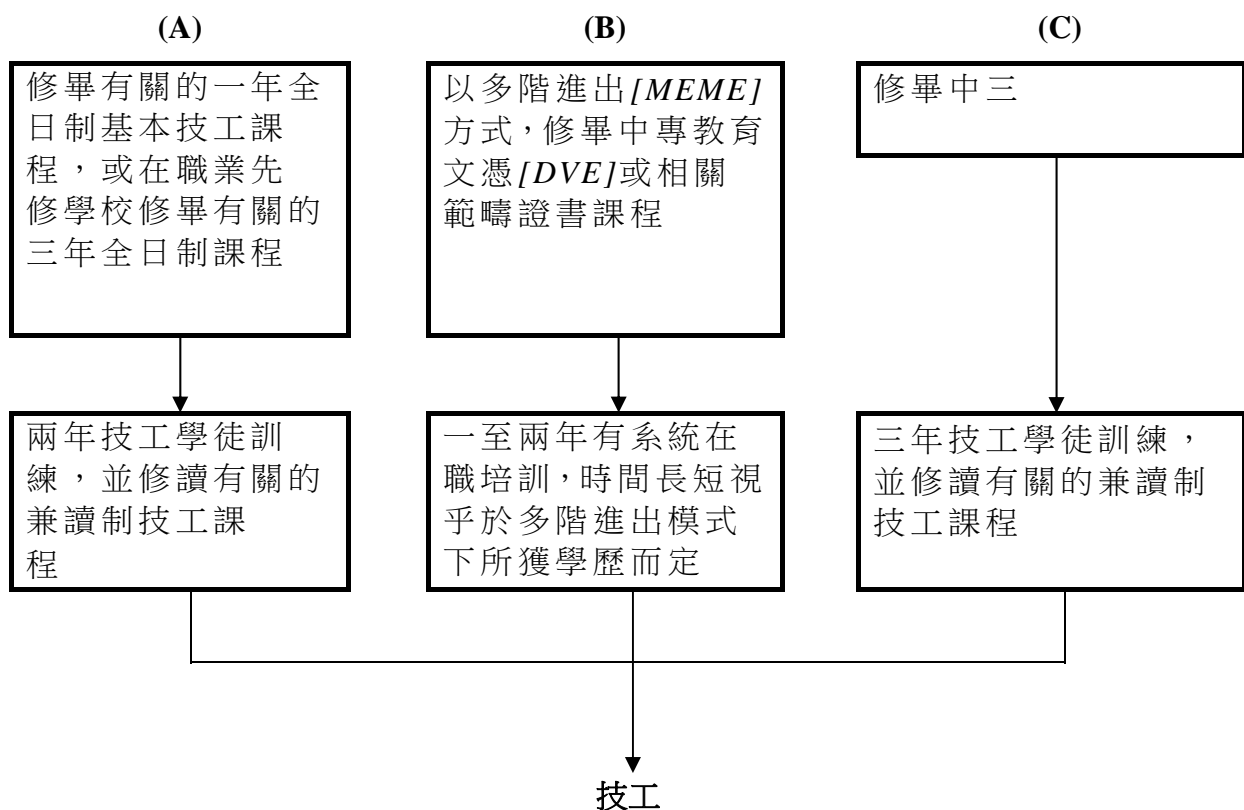 (A)
修畢有關的一年全
日制基本技工課
程，或在職業先
修學校修畢有關的
三年全日制課程
(B)
以多階進出[MEME]
方式，修畢中專教育
文憑[DVE]或相關
範疇證書課程
(C)
修畢中三
兩年技工學徒訓
練，並修讀有關的
兼讀制技工課
程
一至兩年有系統在
職培訓，時間長短視
乎於多階進出模式
下所獲學歷而定
三年技工學徒訓練，
並修讀有關的兼讀制
技工課程
技工